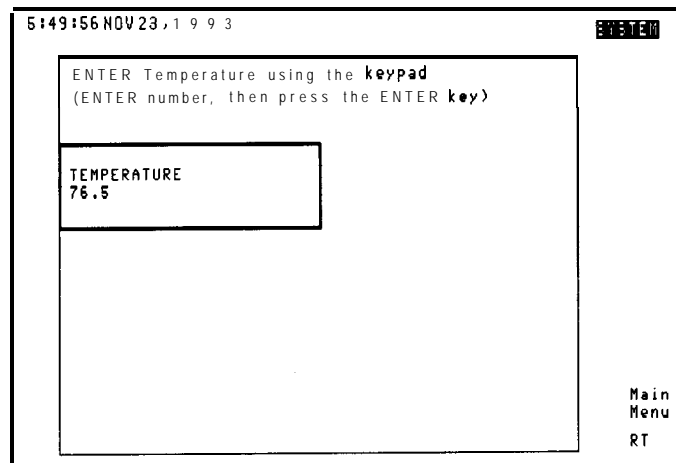 5:49:56 NOV 23, 1993
SYSTEM
ENTER Temperature using the keypad
(ENTER number, then press the ENTER key)
TEMPERATURE
76.5
Main
Menu
RT